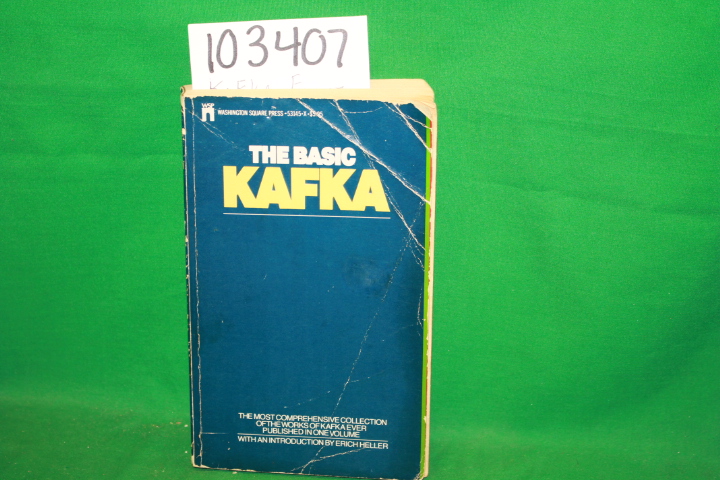 103407
WSP
WASHINGTON SQUARE PRESS
THE BASIC
KAFKA
THE MOST COMPREHENSIVE COLLECTION
OF THE WORKS OF KAFKA EVER
PUBLISHED IN ONE VOLUME
WITH AN INTRODUCTION BY ERICH HELLER